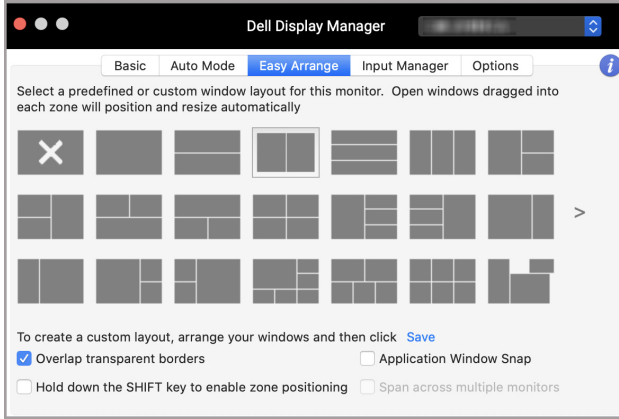 Dell Display Manager
Basic Auto Mode Easy Arrange Input Manager Options
i
Select a predefined or custom window layout for this monitor. Open windows dragged into
each zone will position and resize automatically
>
To create a custom layout, arrange your windows and then click Save
Overlap transparent borders Application Window Snap
Hold down the SHIFT key to enable zone positioning Span across multiple monitors